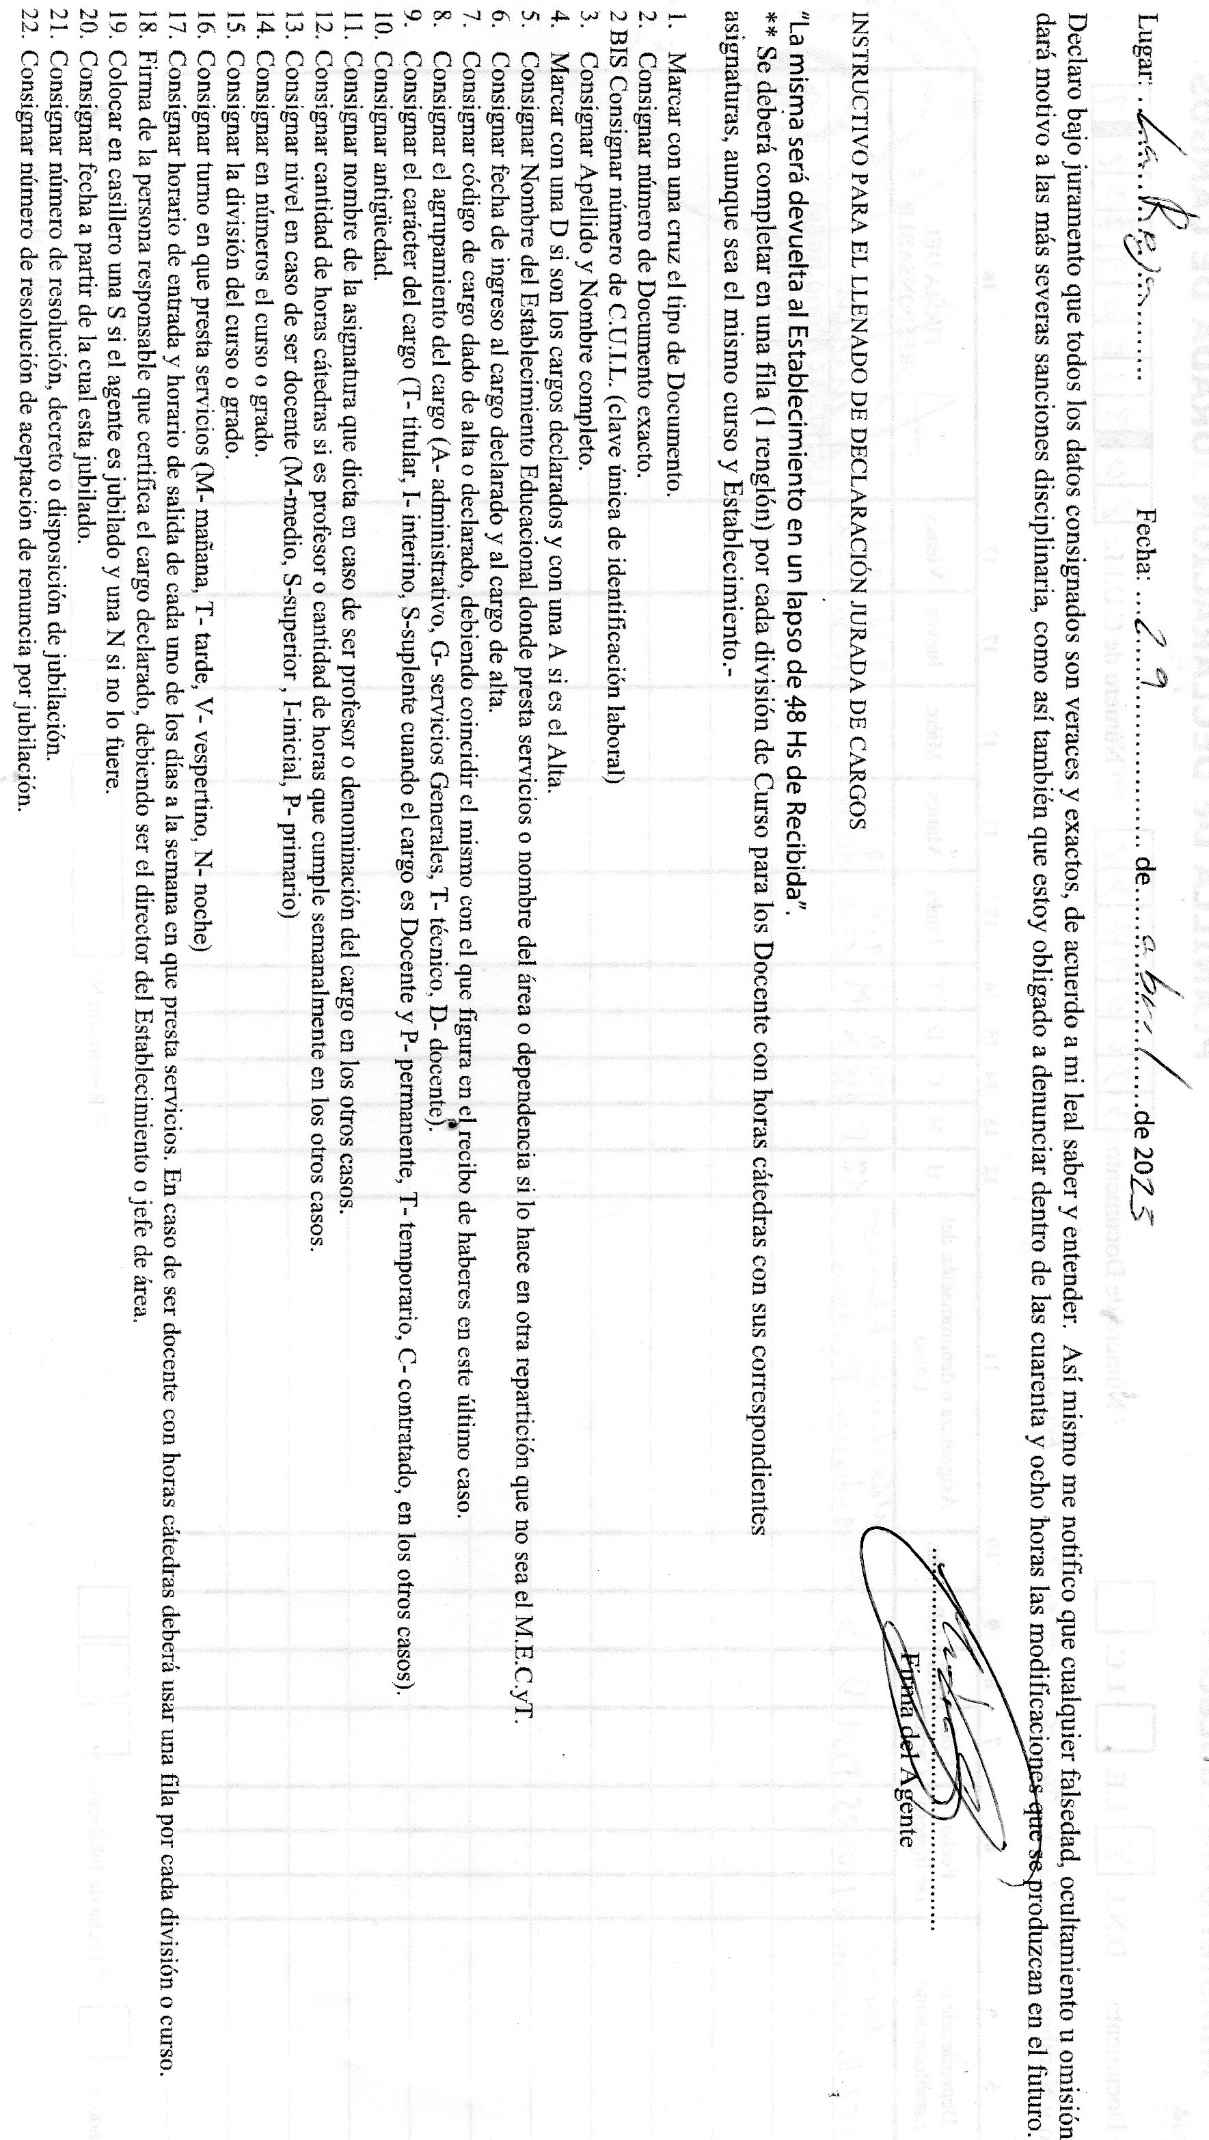 Lugar: .La Rioja........... Fecha: ...29................... de......abril......de 2025
Declaro bajo juramento que todos los datos consignados son veraces y exactos, de acuerdo a mi leal saber y entender. Así mismo me notifico que cualquier falsedad, ocultamiento u omisión
dará motivo a las más severas sanciones disciplinaria, como así también que estoy obligado a denunciar dentro de las cuarenta y ocho horas las modificaciones que se produzcan en el futuro.
Firma del Agente
INSTRUCTIVO PARA EL LLENADO DE DECLARACIÓN JURADA DE CARGOS
"La misma será devuelta al Establecimiento en un lapso de 48 Hs de Recibida".
** Se deberá completar en una fila (1 renglón) por cada división de Curso para los Docente con horas cátedras con sus correspondientes
asignaturas, aunque sea el mismo curso y Establecimiento.-
1. Marcar con una cruz el tipo de Documento.
2. Consignar número de Documento exacto.
2 BIS Consignar número de C.U.I.L. (clave única de identificación laboral)
3. Consignar Apellido y Nombre completo.
4. Marcar con una D si son los cargos declarados y con una A si es el Alta.
5. Consignar Nombre del Establecimiento Educacional donde presta servicios o nombre del área o dependencia si lo hace en otra repartición que no sea el M.E.C.yT.
6. Consignar fecha de ingreso al cargo declarado y al cargo de alta.
7. Consignar código de cargo dado de alta o declarado, debiendo coincidir el mismo con el que figura en el recibo de haberes en este último caso.
8. Consignar el agrupamiento del cargo (A- administrativo, G- servicios Generales, T- técnico, D- docente).
9. Consignar el carácter del cargo (T- titular, I- interino, S-suplente cuando el cargo es Docente y P- permanente, T- temporario, C- contratado, en los otros casos).
10. Consignar antigüedad.
11. Consignar nombre de la asignatura que dicta en caso de ser profesor o denominación del cargo en los otros casos.
12. Consignar cantidad de horas cátedras si es profesor o cantidad de horas que cumple semanalmente en los otros casos.
13. Consignar nivel en caso de ser docente (M-medio, S-superior , I-inicial, P- primario)
14. Consignar en números el curso o grado.
15. Consignar la división del curso o grado.
16. Consignar turno en que presta servicios (M- mañana, T- tarde, V- vespertino, N- noche)
17. Consignar horario de entrada y horario de salida de cada uno de los días a la semana en que presta servicios. En caso de ser docente con horas cátedras deberá usar una fila por cada división o curso.
18. Firma de la persona responsable que certifica el cargo declarado, debiendo ser el director del Establecimiento o jefe de área.
19. Colocar en casillero una S si el agente es jubilado y una N si no lo fuere.
20. Consignar fecha a partir de la cual esta jubilado.
21. Consignar número de resolución, decreto o disposición de jubilación.
22. Consignar número de resolución de aceptación de renuncia por jubilación.